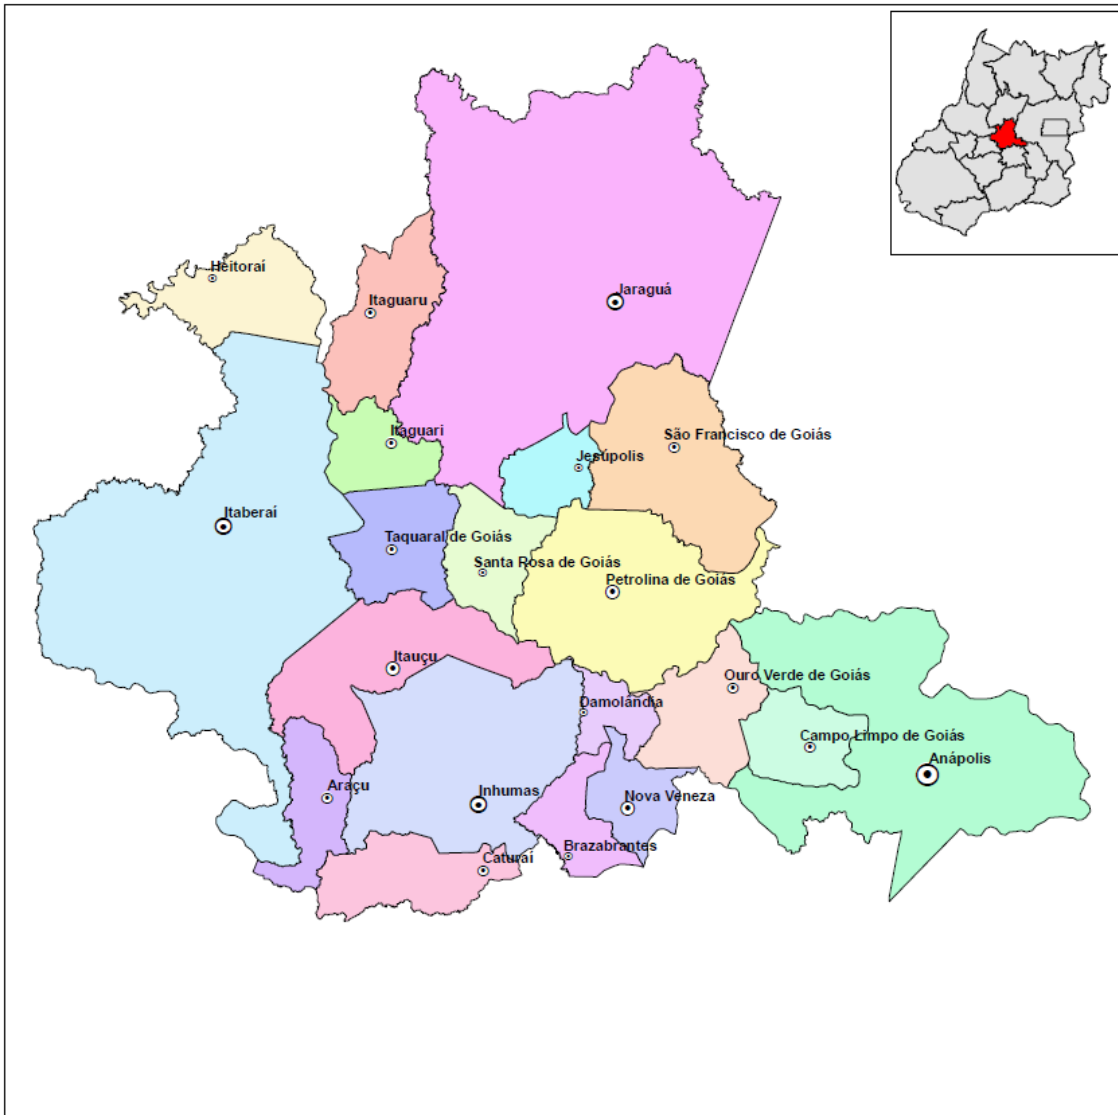 Heitoraí
Itaguaru
Jaraguá
Itaguari
São Francisco de Goiás
Jesúpolis
Itaberaí
Taquaral de Goiás
Santa Rosa de Goiás
Petrolina de Goiás
Itauçu
Ouro Verde de Goiás
Damolândia
Campo Limpo de Goiás
Anápolis
Araçu
Inhumas
Nova Veneza
Brazabrantes
Caturaí